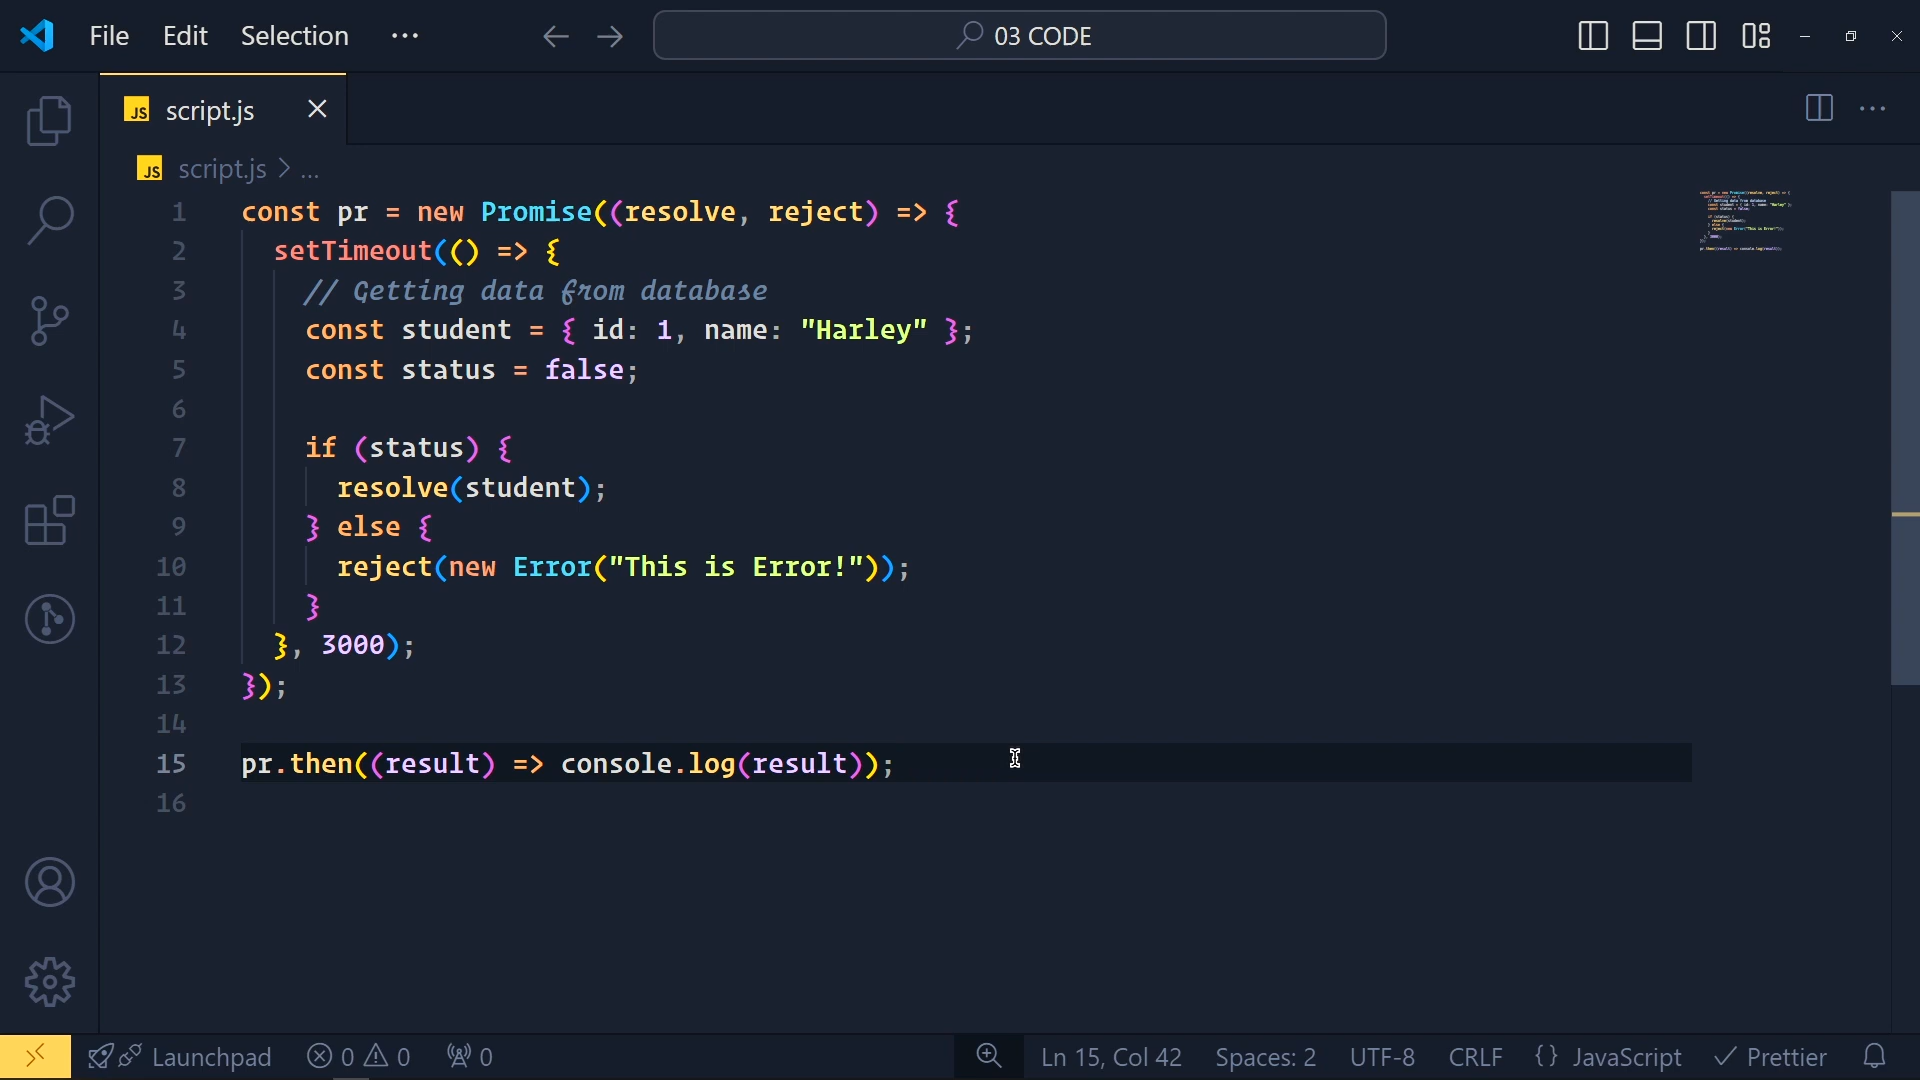 File Edit Selection ··· 03 CODE
JS script.js
JS script.js > ...
1 const pr = new Promise((resolve, reject) => {
2 setTimeout(() => {
3 // Getting data from database
4 const student = { id: 1, name: "Harley" };
5 const status = false;
6
7 if (status) {
8 resolve(student);
9 } else {
10 reject(new Error("This is Error!"));
11 }
12 }, 3000);
13 });
14
15 pr.then((result) => console.log(result));
16
Launchpad 0 0 0 Ln 15, Col 42 Spaces: 2 UTF-8 CRLF {} JavaScript Prettier